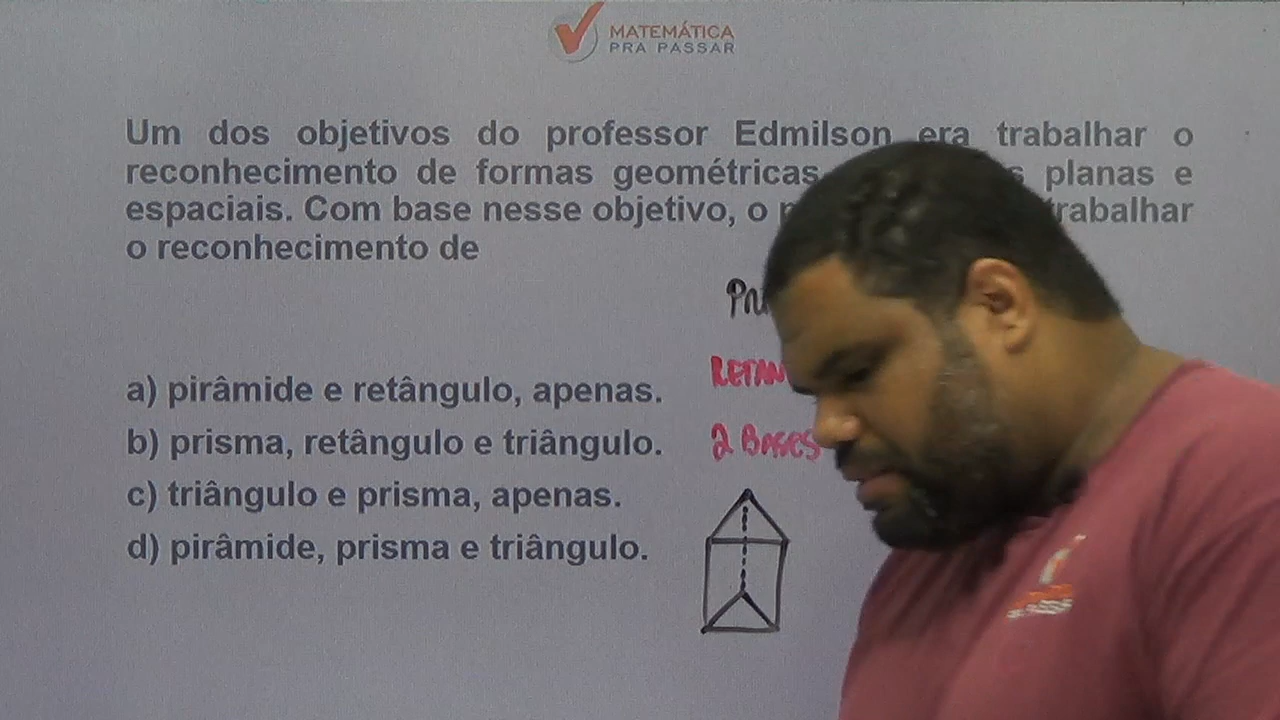 MATEMÁTICA
PRA PASSAR
Um dos objetivos do professor Edmilson era trabalhar o
reconhecimento de formas geométricas planas e
espaciais. Com base nesse objetivo, o trabalhar
o reconhecimento de
a) pirâmide e retângulo, apenas.
b) prisma, retângulo e triângulo.
2 BASES
c) triângulo e prisma, apenas.
d) pirâmide, prisma e triângulo.